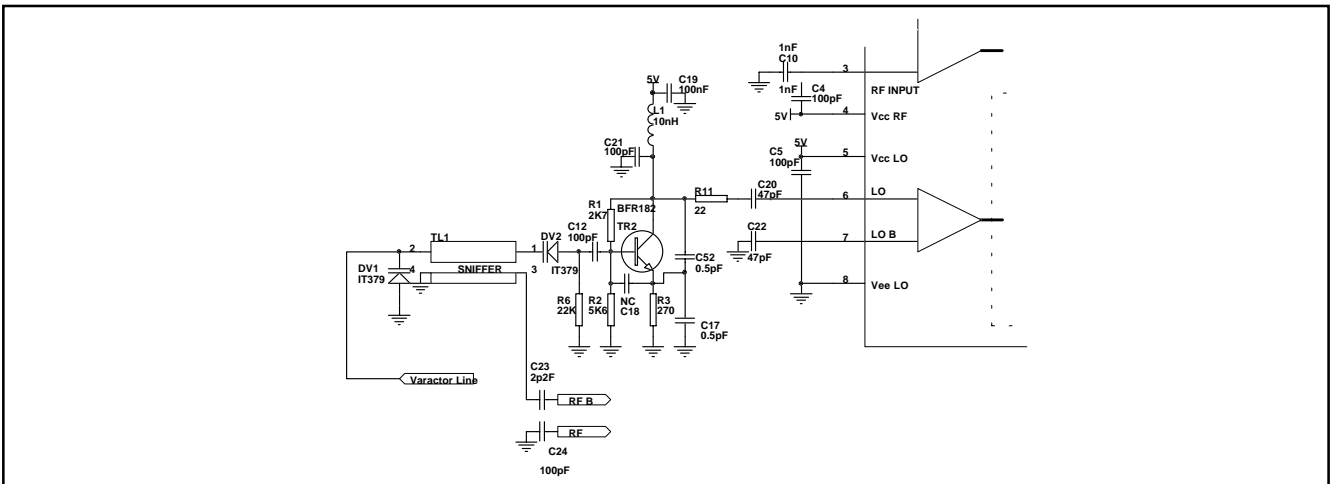 1nF
C10
3
RF INPUT
1nF
C4
100pF
5V
4
Vcc RF
5V
C19
100nF
L1
10nH
C21
100pF
C5
100pF
5V
5
Vcc LO
R11
22
C20
47pF
6
LO
R1
2K7
BFR182
TR2
C12
100pF
C22
47pF
7
LO B
TL1
2
1
DV2
IT379
DV1
IT379
4
SNIFFER
3
C52
0.5pF
8
Vee LO
R6
22K
R2
5K6
NC
C18
R3
270
C17
0.5pF
C23
2p2F
Varactor Line
RF B
RF
C24
100pF